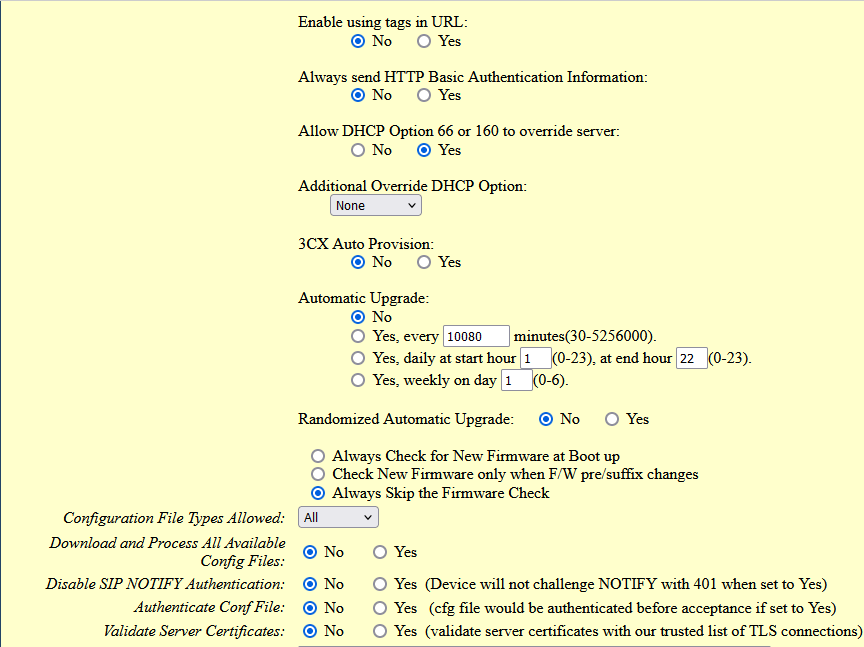 Enable using tags in URL:
No Yes
Always send HTTP Basic Authentication Information:
No Yes
Allow DHCP Option 66 or 160 to override server:
No Yes
Additional Override DHCP Option:
None
3CX Auto Provision:
No Yes
Automatic Upgrade:
No
Yes, every 10080 minutes(30-5256000).
Yes, daily at start hour 1 (0-23), at end hour 22 (0-23).
Yes, weekly on day 1 (0-6).
Randomized Automatic Upgrade: No Yes
Always Check for New Firmware at Boot up
Check New Firmware only when F/W pre/suffix changes
Always Skip the Firmware Check
Configuration File Types Allowed: All
Download and Process All Available
Config Files: No Yes
Disable SIP NOTIFY Authentication: No Yes (Device will not challenge NOTIFY with 401 when set to Yes)
Authenticate Conf File: No Yes (cfg file would be authenticated before acceptance if set to Yes)
Validate Server Certificates: No Yes (validate server certificates with our trusted list of TLS connections)